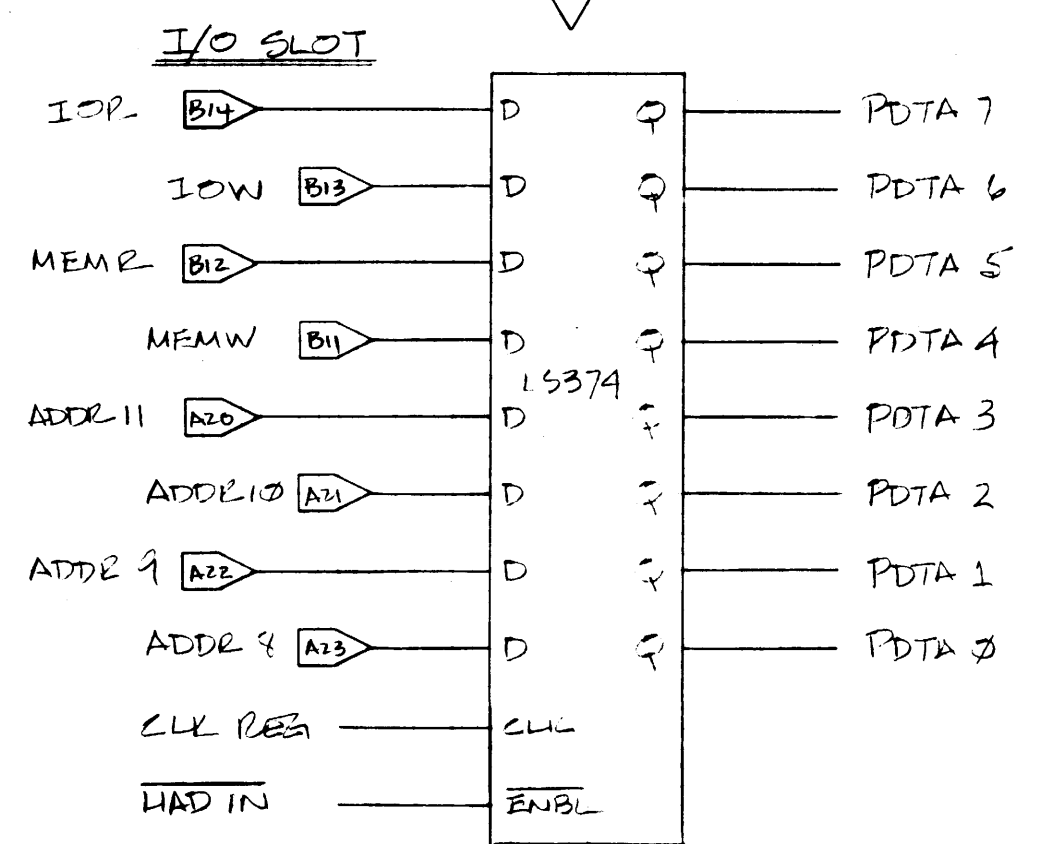 I/O SLOT
IOR B14 D Q PDTA 7
IOW B13 D Q PDTA 6
MEMR B12 D Q PDTA 5
MEMW B11 D Q PDTA 4
LS374
ADDR 11 A20 D Q PDTA 3
ADDR 1Ø A21 D Q PDTA 2
ADDR 9 A22 D Q PDTA 1
ADDR 8 A23 D Q PDTA Ø
CLK REG CLK
HAD IN ENBL